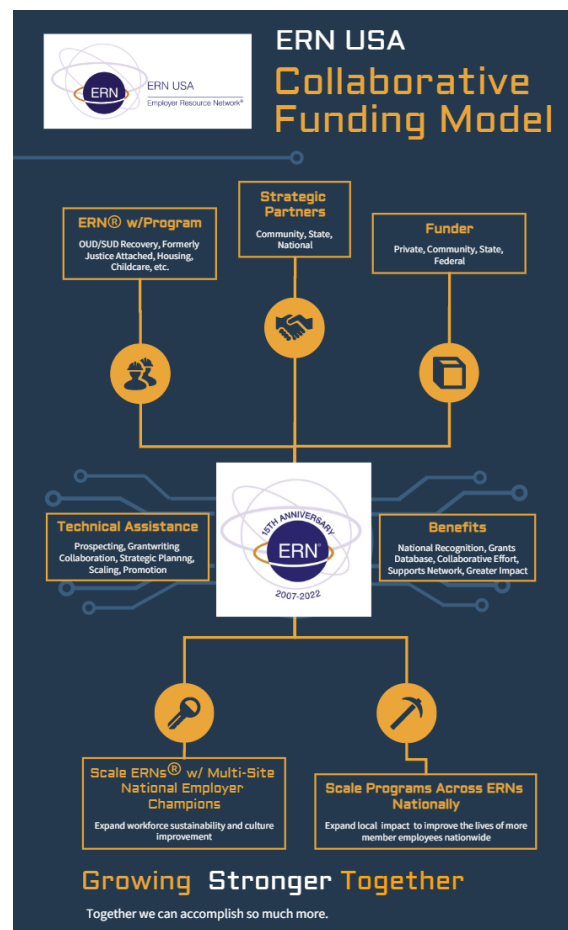 ERN
ERN USA
Employer Resource Network®
ERN USA
Collaborative
Funding Model
Strategic
Partners
Community, State,
National
ERN® w/Program
OUD/SUD Recovery, Formerly
Justice Attached, Housing,
Childcare, etc.
Funder
Private, Community, State,
Federal
Technical Assistance
Prospecting, Grantwriting
Collaboration, Strategic Plannng,
Scaling, Promotion
15TH ANNIVERSARY
ERN®
2007-2022
Benefits
National Recognition, Grants
Database, Collaborative Effort,
Supports Network, Greater Impact
Scale ERNs® w/ Multi-Site
National Employer
Champions
Expand workforce sustainability and culture
improvement
Scale Programs Across ERNs
Nationally
Expand local impact to improve the lives of more
member employees nationwide
Growing Stronger Together
Together we can accomplish so much more.